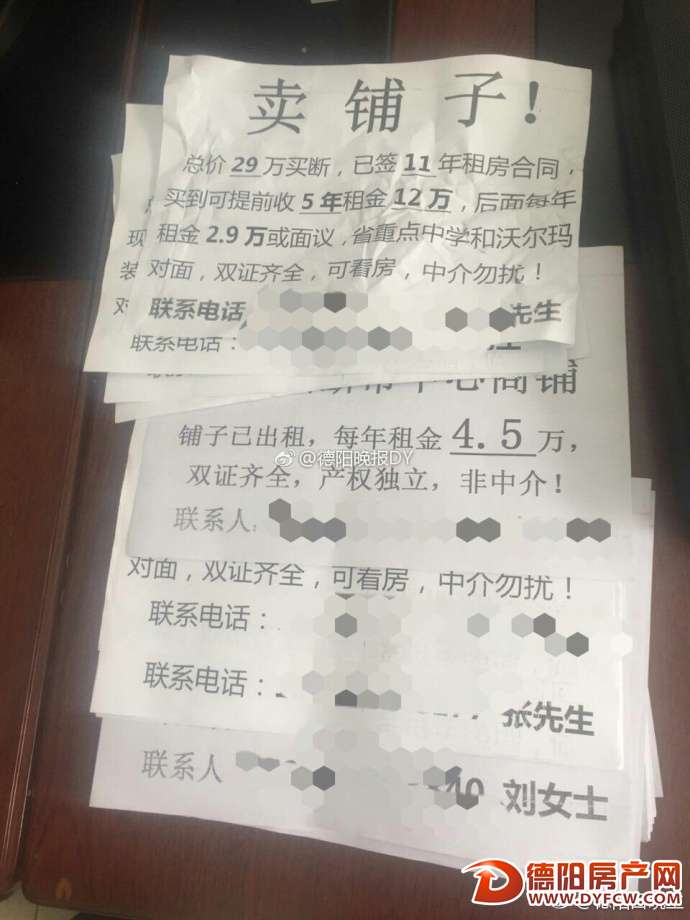 卖铺子！
总价29万买断，已签11年租房合同，
买到可提前收5年租金12万，后面每年
租金2.9万或面议，省重点中学和沃尔玛
对面，双证齐全，可看房，中介勿扰！
联系电话 先生
现
装
对
联系电话：
中心商铺
铺子已出租，每年租金4.5万，
@德阳晚报DY
双证齐全，产权独立，非中介！
联系人:
对面，双证齐全，可看房，中介勿扰！
联系电话：
联系电话： 张先生
联系人 刘女士
德阳房产网
WWW.DYFCW.COM